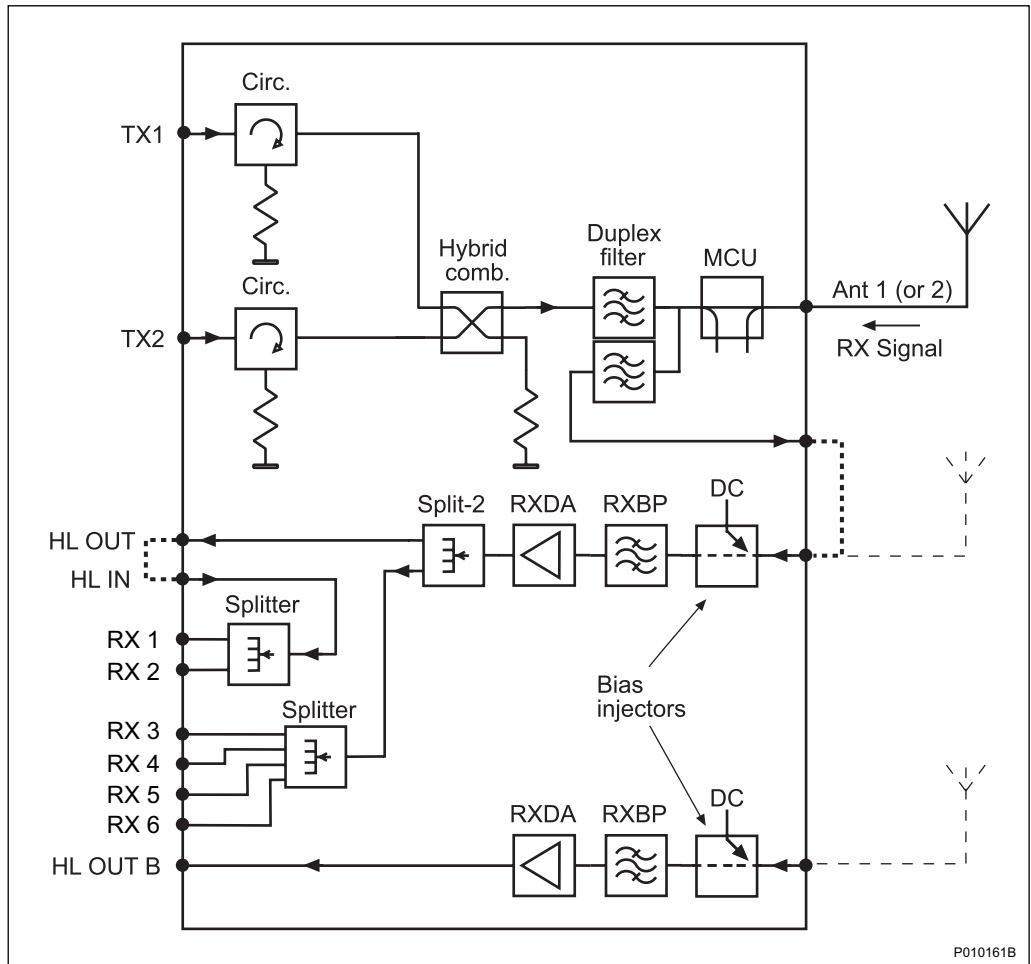 Circ.
TX1
Circ.
TX2
Hybrid
comb.
Duplex
filter
MCU
Ant 1 (or 2)
RX Signal
HL OUT
HL IN
Split-2
RXDA
RXBP
DC
Splitter
RX 1
RX 2
Bias
injectors
Splitter
RX 3
RX 4
RX 5
RX 6
HL OUT B
RXDA
RXBP
DC
P010161B